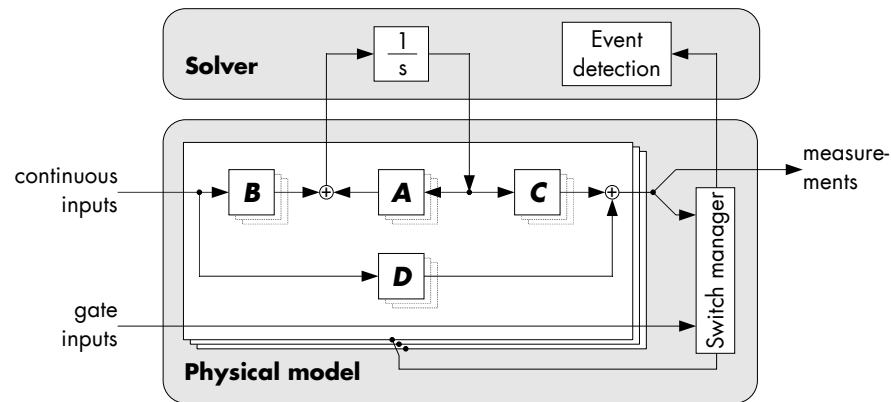 Solver
1
s
Event
detection
continuous
inputs
B
A
C
D
measure-
ments
Switch manager
gate
inputs
Physical model